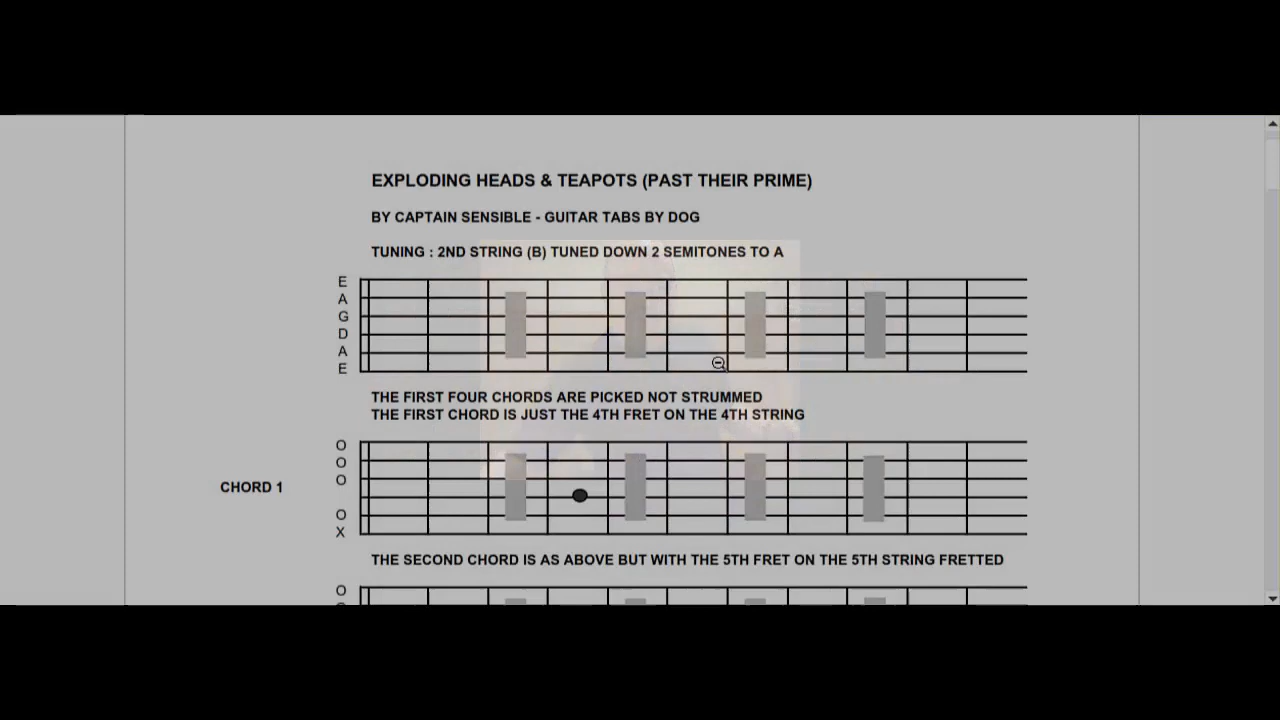 EXPLODING HEADS & TEAPOTS (PAST THEIR PRIME)
BY CAPTAIN SENSIBLE - GUITAR TABS BY DOG
TUNING : 2ND STRING (B) TUNED DOWN 2 SEMITONES TO A
E
A
G
D
A
E
THE FIRST FOUR CHORDS ARE PICKED NOT STRUMMED
THE FIRST CHORD IS JUST THE 4TH FRET ON THE 4TH STRING
O
O
O
CHORD 1
O
X
THE SECOND CHORD IS AS ABOVE BUT WITH THE 5TH FRET ON THE 5TH STRING FRETTED
O